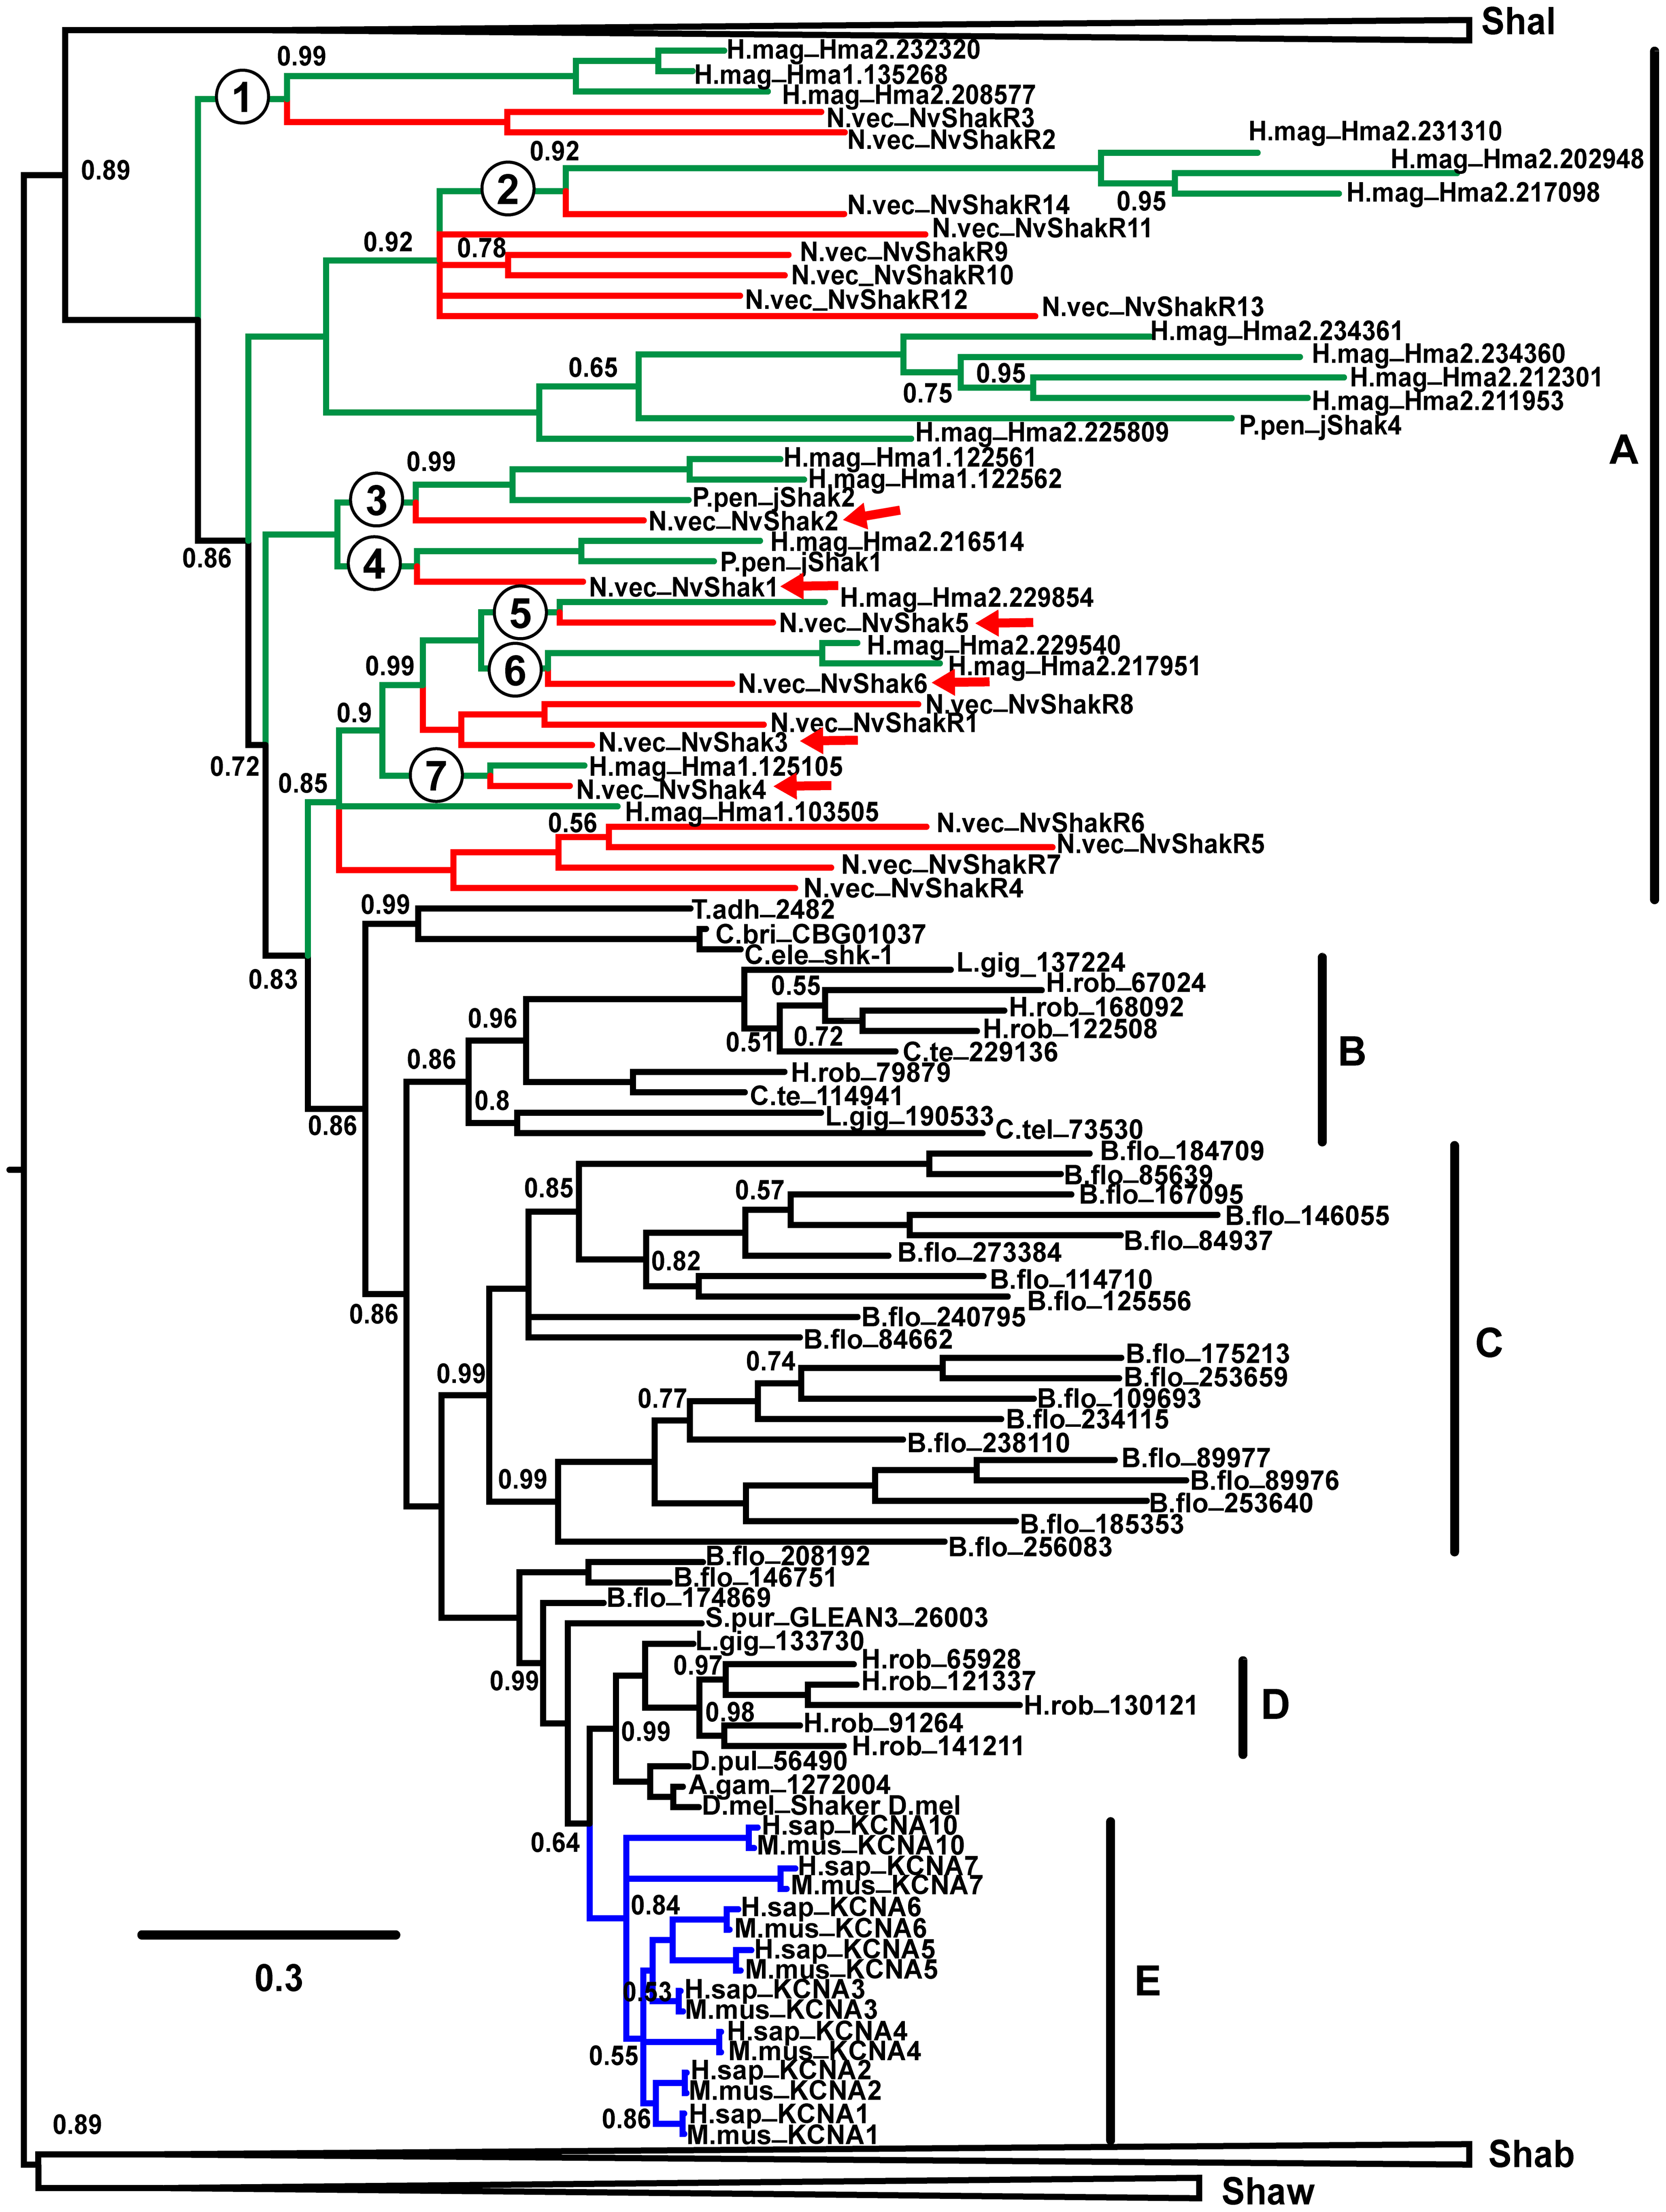 Shal
H.mag_Hma2.232320
0.99
H.mag_Hma1.135268
1
H.mag_Hma2.208577
N.vec_NvShakR3
H.mag_Hma2.231310
N.vec_NvShakR2
0.92
H.mag_Hma2.202948
0.89
2
H.mag_Hma2.217098
0.95
N.vec_NvShakR14
N.vec_NvShakR11
0.92
0.78
N.vec_NvShakR9
N.vec_NvShakR10
N.vec_NvShakR12
N.vec_NvShakR13
H.mag_Hma2.234361
H.mag_Hma2.234360
0.65
0.95
H.mag_Hma2.212301
0.75
H.mag_Hma2.211953
P.pen_jShak4
H.mag_Hma2.225809
A
H.mag_Hma1.122561
0.99
H.mag_Hma1.122562
3
P.pen_jShak2
N.vec_NvShak2
H.mag_Hma2.216514
0.86
4
P.pen_jShak1
N.vec_NvShak1
H.mag_Hma2.229854
5
N.vec_NvShak5
H.mag_Hma2.229540
0.99
6
H.mag_Hma2.217951
N.vec_NvShak6
N.vec_NvShakR8
0.9
N.vec_NvShakR1
N.vec_NvShak3
0.72
H.mag_Hma1.125105
7
0.85
N.vec_NvShak4
H.mag_Hma1.103505
0.56
N.vec_NvShakR6
N.vec_NvShakR5
N.vec_NvShakR7
N.vec_NvShakR4
0.99
T.adh_2482
C.bri_CBG01037
C.ele_shk-1
L.gig_137224
0.83
0.55
H.rob_67024
H.rob_168092
0.96
H.rob_122508
0.51
0.72
C.te_229136
B
0.86
H.rob_79879
C.te_114941
0.8
L.gig_190533
0.86
C.tel_73530
B.flo_184709
B.flo_85639
0.85
0.57
B.flo_167095
B.flo_146055
B.flo_84937
B.flo_273384
0.82
B.flo_114710
B.flo_125556
0.86
B.flo_240795
B.flo_84662
C
B.flo_175213
0.74
B.flo_253659
0.99
0.77
B.flo_109693
B.flo_234115
B.flo_238110
B.flo_89977
0.99
B.flo_89976
B.flo_253640
B.flo_185353
B.flo_256083
B.flo_208192
B.flo_146751
B.flo_174869
S.pur_GLEAN3_26003
L.gig_133730
0.97
H.rob_65928
0.99
H.rob_121337
H.rob_130121
D
0.98
H.rob_91264
0.99
H.rob_141211
D.pul_56490
A.gam_1272004
D.mel_Shaker D.mel
H.sap_KCNA10
0.64
M.mus_KCNA10
H.sap_KCNA7
M.mus_KCNA7
0.84
H.sap_KCNA6
M.mus_KCNA6
H.sap_KCNA5
M.mus_KCNA5
0.3
E
0.53
H.sap_KCNA3
M.mus_KCNA3
H.sap_KCNA4
M.mus_KCNA4
0.55
H.sap_KCNA2
M.mus_KCNA2
0.86
H.sap_KCNA1
M.mus_KCNA1
0.89
Shab
Shaw